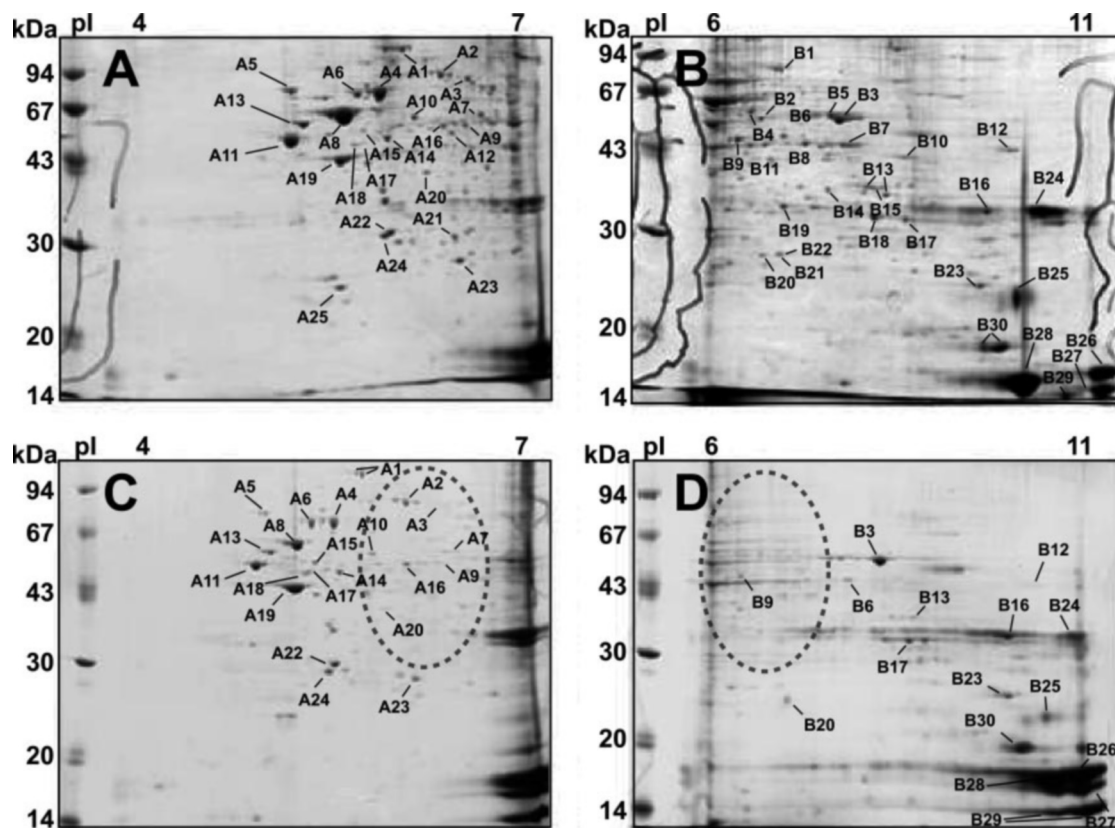 kDa pI 4 7
A
94
67
43
30
20
14
A5 A6 A4 A1 A2
A13 A10 A3 A7
A11 A8 A16 A9
A15 A14 A12
A19 A18 A17 A20
A22 A21
A24 A23
A25
kDa pI 6 11
B
94
67
43
30
20
14
B1
B2 B6 B5 B3
B4 B7 B12
B9 B11 B8 B10
B13 B16 B24
B14 B15
B19 B18 B17
B22
B20 B21 B23 B25
B30 B28 B26
B27
B29
kDa pI 4 7
C
94
67
43
30
20
14
A1
A5 A6 A4 A2
A8 A10 A3
A13 A15 A7
A11 A18 A17 A14 A16 A9
A19 A20
A22
A24 A23
kDa pI 6 11
D
94
67
43
30
20
14
B3
B12
B9 B6
B13 B16 B24
B17
B23 B25
B20 B30
B26
B28
B29 B27